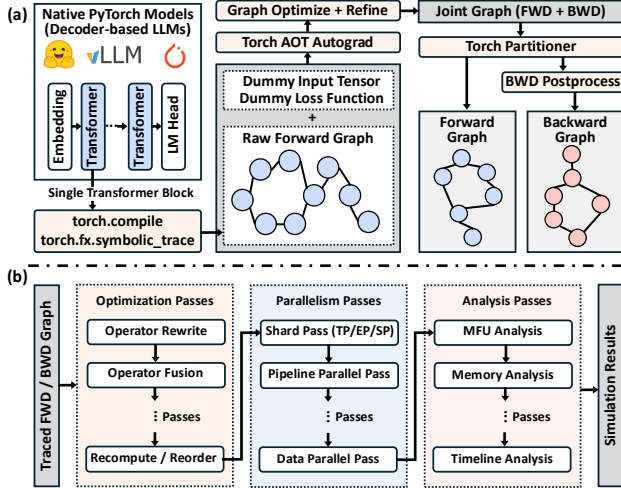 (a)
Native PyTorch Models
(Decoder-based LLMs)
vLLM
Embedding
Transformer
Transformer
LM Head
Single Transformer Block
torch.compile
torch.fx.symbolic_trace
Graph Optimize + Refine
Torch AOT Autograd
Dummy Input Tensor
Dummy Loss Function
+
Raw Forward Graph
Joint Graph (FWD + BWD)
Torch Partitioner
BWD Postprocess
Forward
Graph
Backward
Graph
(b)
Traced FWD / BWD Graph
Optimization Passes
Operator Rewrite
Operator Fusion
⋮ Passes
Recompute / Reorder
Parallelism Passes
Shard Pass (TP/EP/SP)
Pipeline Parallel Pass
⋮ Passes
Data Parallel Pass
Analysis Passes
MFU Analysis
Memory Analysis
⋮ Passes
Timeline Analysis
Simulation Results